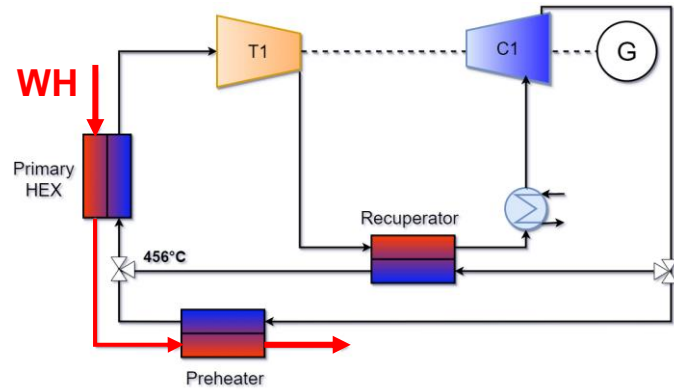 T1
C1
G
WH
Primary
HEX
Recuperator
456°C
Preheater